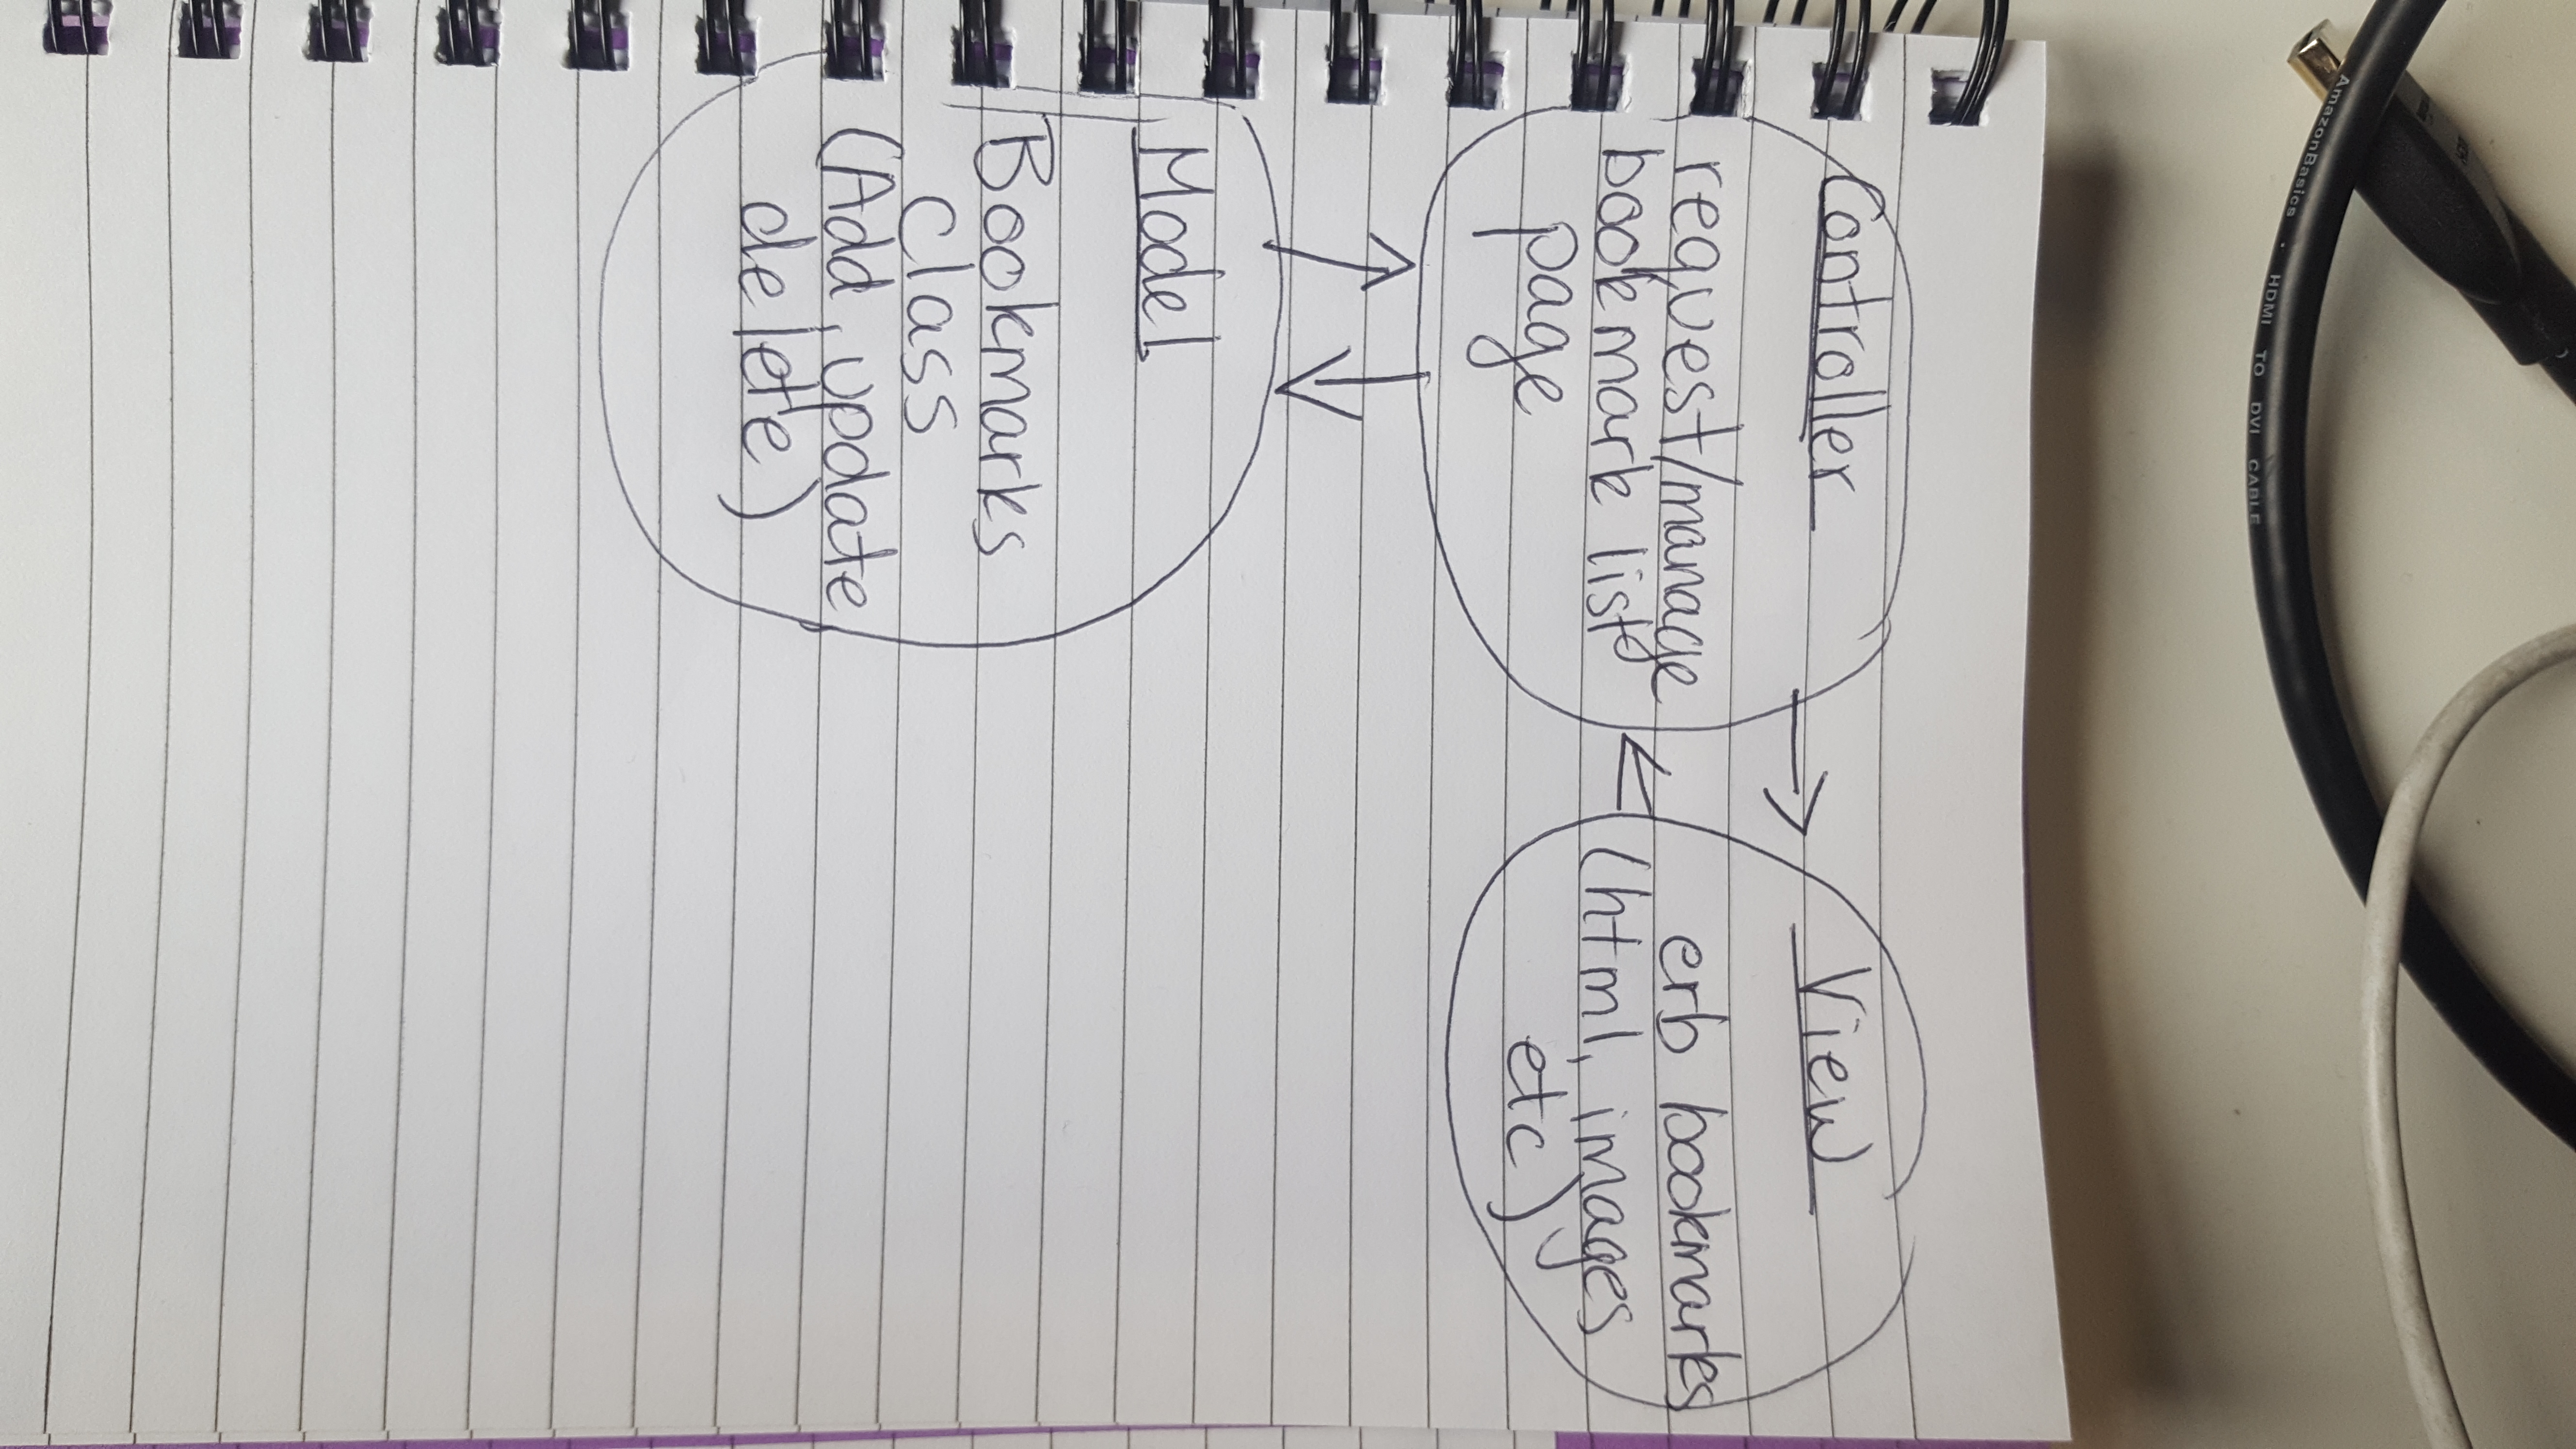 Controller
request/manage
bookmark lists
page
View
erb bookmarks
(html, images
etc)
Model
Bookmarks
Class
(Add, update
delete)
AmazonBasics · HDMI TO DVI CABLE